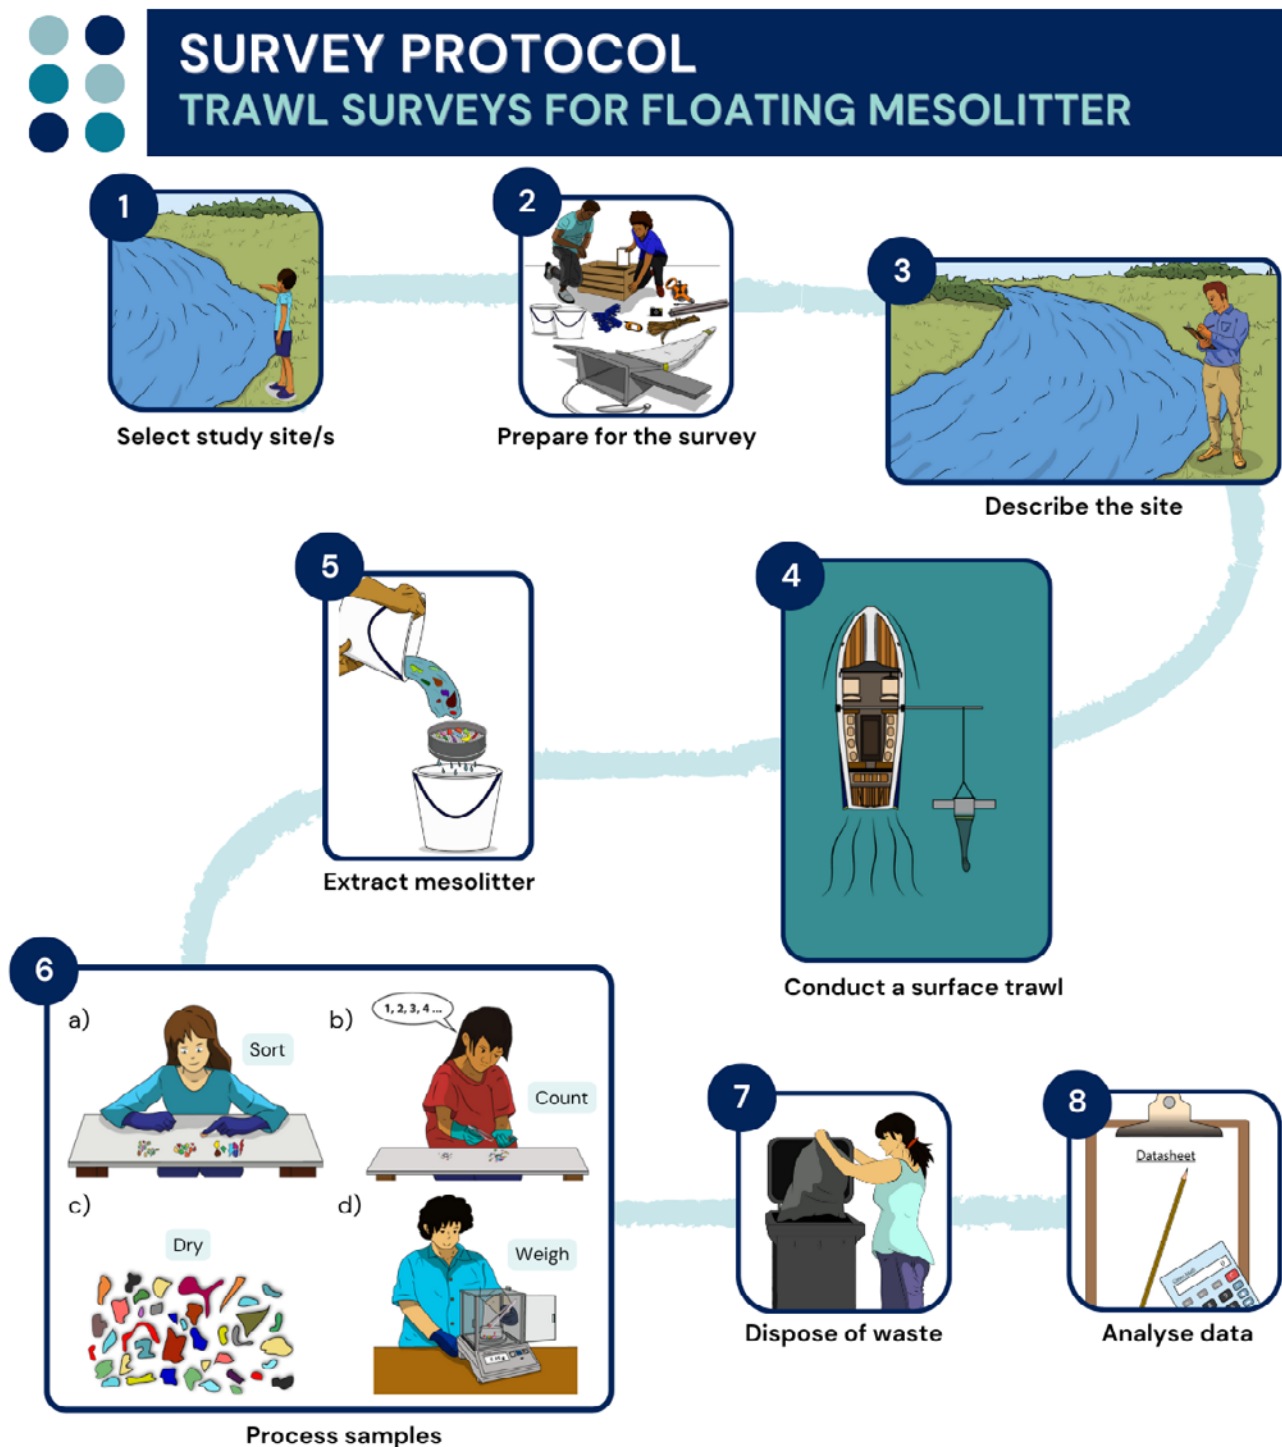 SURVEY PROTOCOL
TRAWL SURVEYS FOR FLOATING MESOLITTER
1
Select study site/s
2
Prepare for the survey
3
Describe the site
4
Conduct a surface trawl
5
Extract mesolitter
6
a)
Sort
b)
1, 2, 3, 4 ...
Count
c)
Dry
d)
Weigh
Process samples
7
Dispose of waste
8
Datasheet
Analyse data